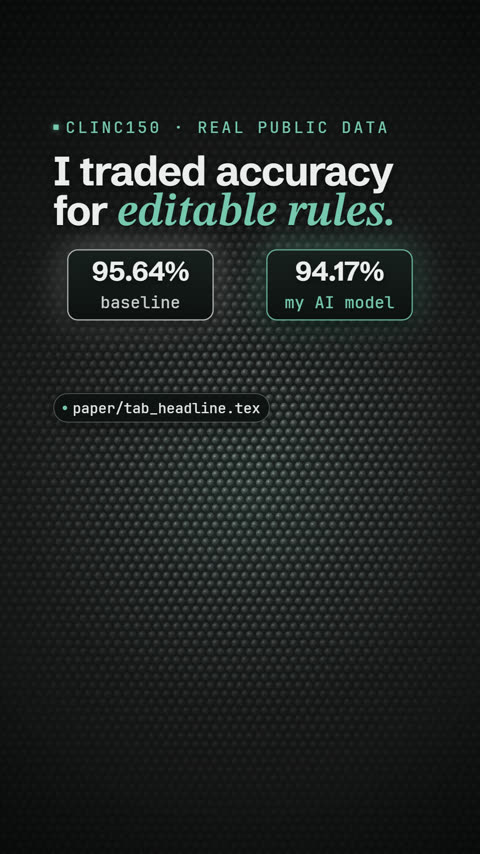 CLINC150 · REAL PUBLIC DATA
I traded accuracy
for editable rules.
95.64%
baseline
94.17%
my AI model
paper/tab_headline.tex